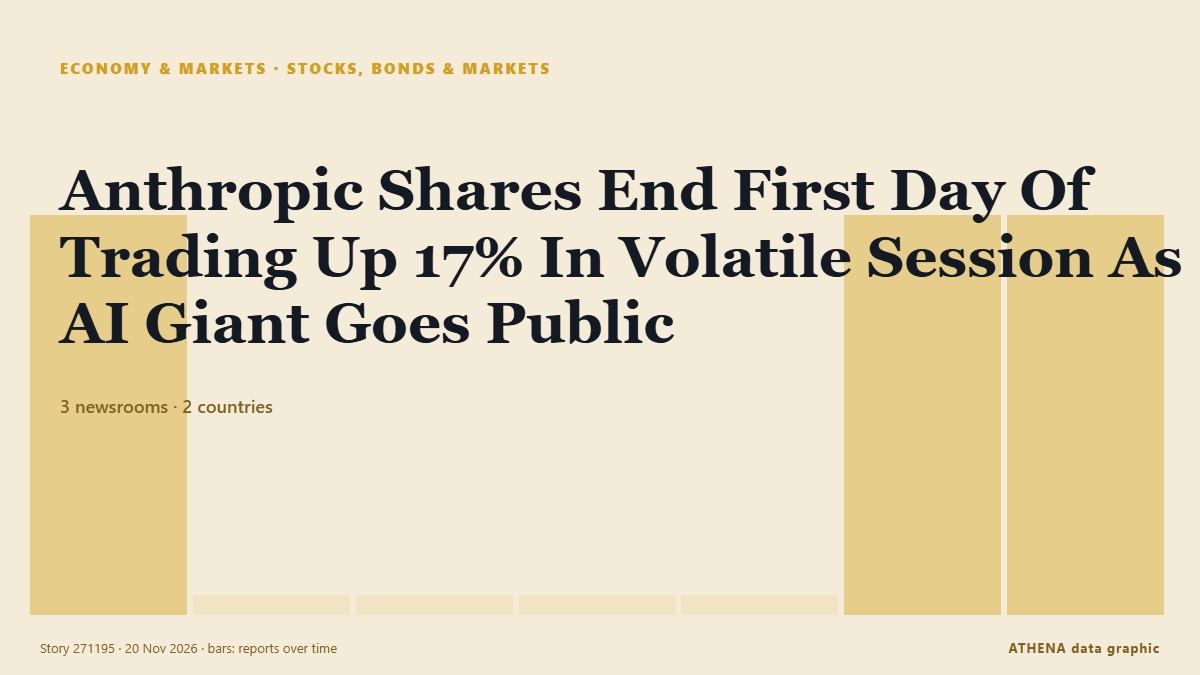 ECONOMY & MARKETS · STOCKS, BONDS & MARKETS
Anthropic Shares End First Day Of
Trading Up 17% In Volatile Session As
AI Giant Goes Public
3 newsrooms · 2 countries
Story 271195 · 20 Nov 2026 · bars: reports over time
ATHENA data graphic